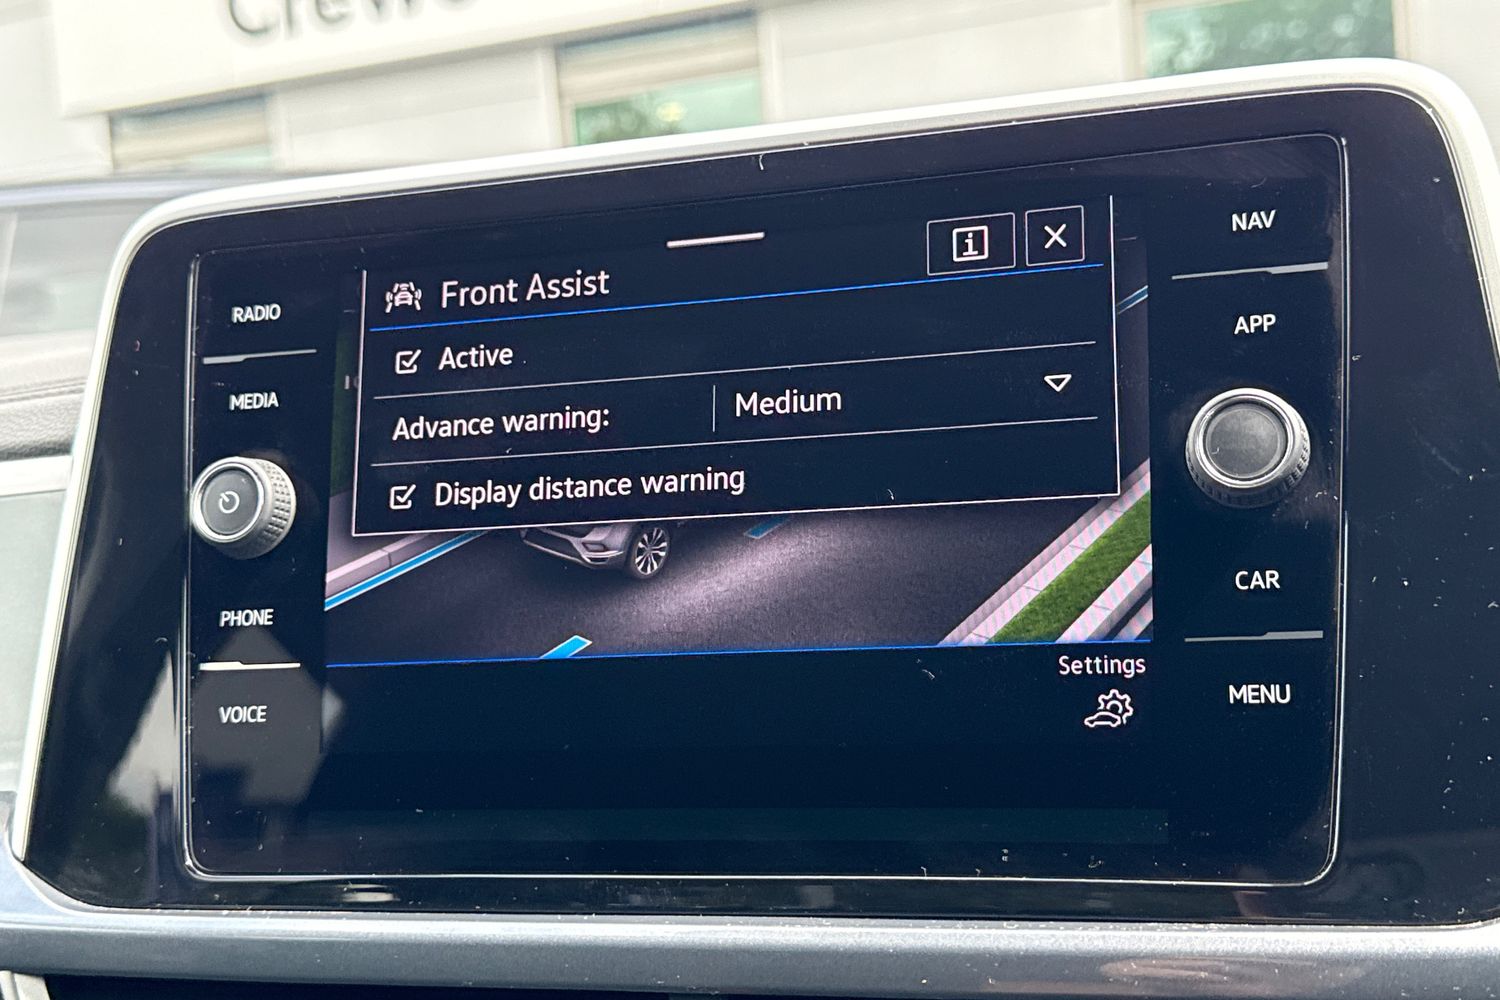 RADIO
MEDIA
PHONE
VOICE
Front Assist
Active
Advance warning:
Medium
Display distance warning
Settings
NAV
APP
CAR
MENU